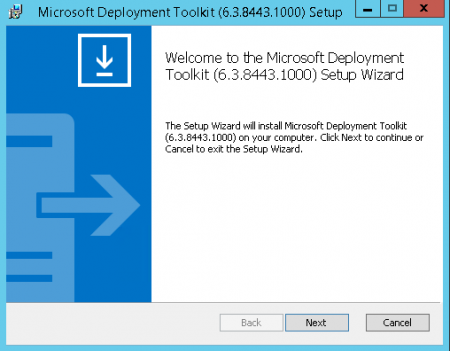 Microsoft Deployment Toolkit (6.3.8443.1000) Setup
Welcome to the Microsoft Deployment
Toolkit (6.3.8443.1000) Setup Wizard
The Setup Wizard will install Microsoft Deployment Toolkit
(6.3.8443.1000) on your computer. Click Next to continue or
Cancel to exit the Setup Wizard.
Back Next Cancel